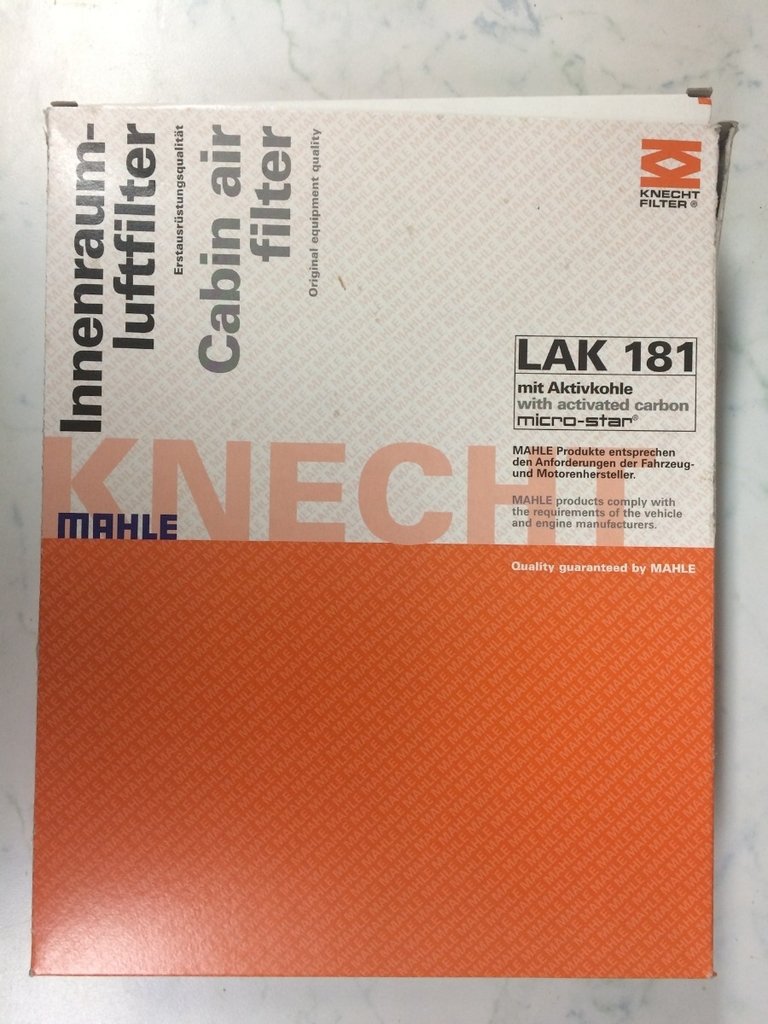 Innenraum-
luftfilter
Erstausrüstungsqualität
Cabin air
filter
Original equipment quality
KNECHT
FILTER®
LAK 181
mit Aktivkohle
with activated carbon
micro-star®
MAHLE Produkte entsprechen
den Anforderungen der Fahrzeug-
und Motorenhersteller.
MAHLE products comply with
the requirements of the vehicle
and engine manufacturers.
KNECHT
MAHLE
Quality guaranteed by MAHLE